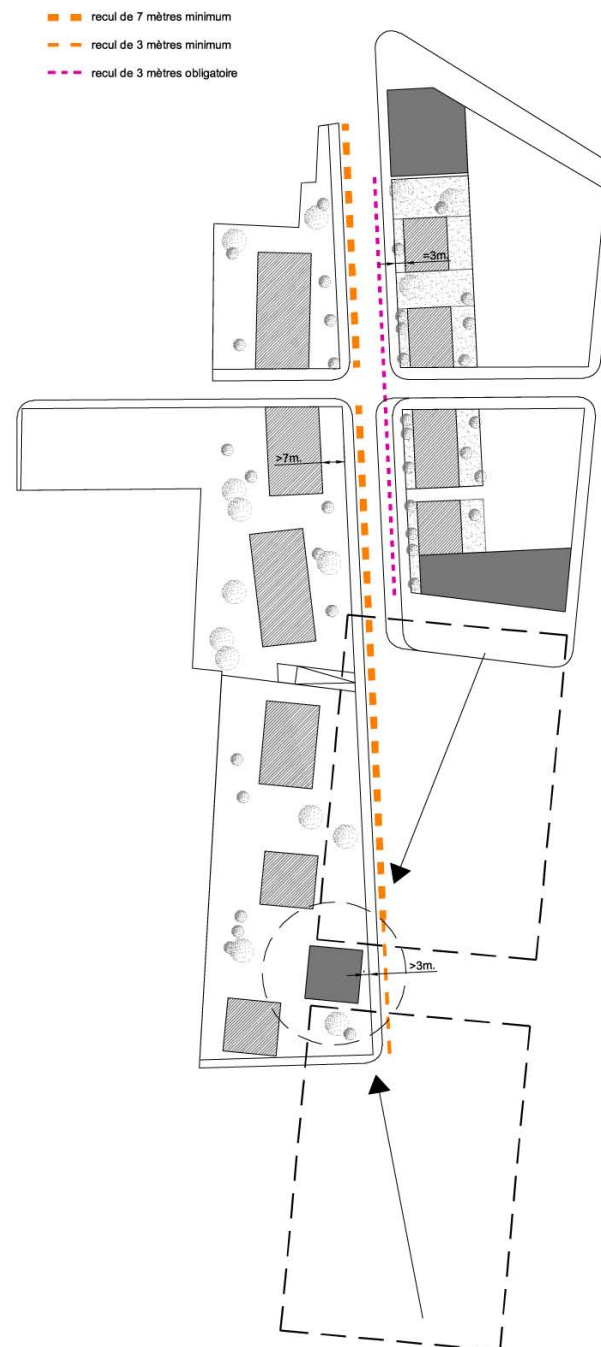 recul de 7 mètres minimum
recul de 3 mètres minimum
recul de 3 mètres obligatoire
=3m.
>7m.
>3m.